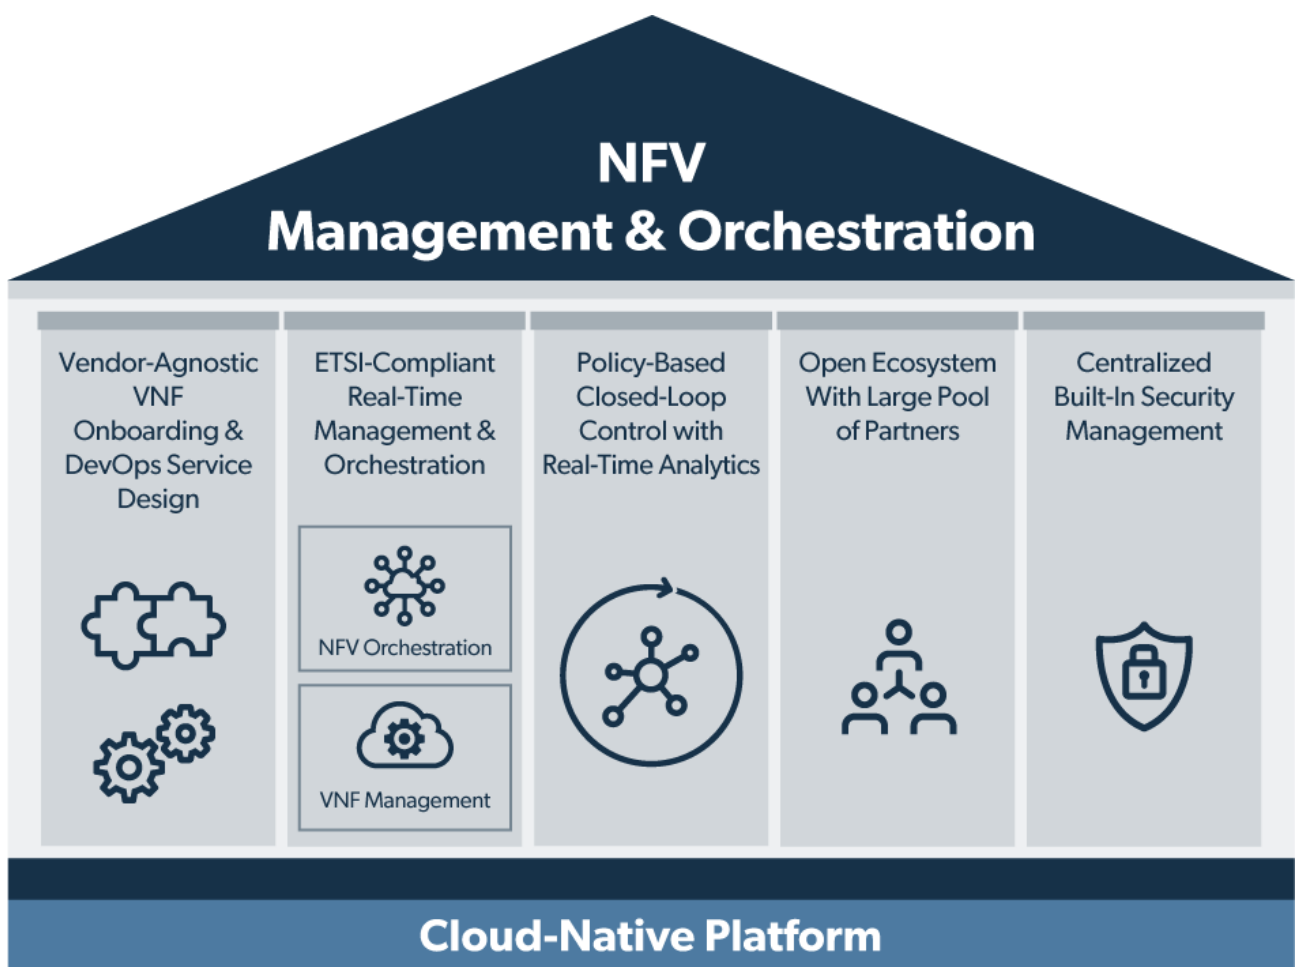 NFV
Management & Orchestration
Vendor-Agnostic
VNF
Onboarding &
DevOps Service
Design
ETSI-Compliant
Real-Time
Management &
Orchestration
NFV Orchestration
VNF Management
Policy-Based
Closed-Loop
Control with
Real-Time Analytics
Open Ecosystem
With Large Pool
of Partners
Centralized
Built-In Security
Management
Cloud-Native Platform